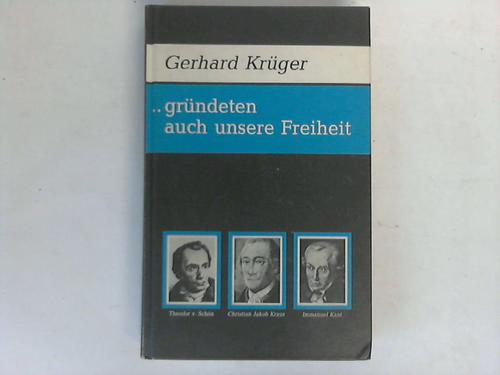 Gerhard Krüger
..gründeten
auch unsere Freiheit
Theodor v. Schön
Christian Jakob Kraus
Immanuel Kant